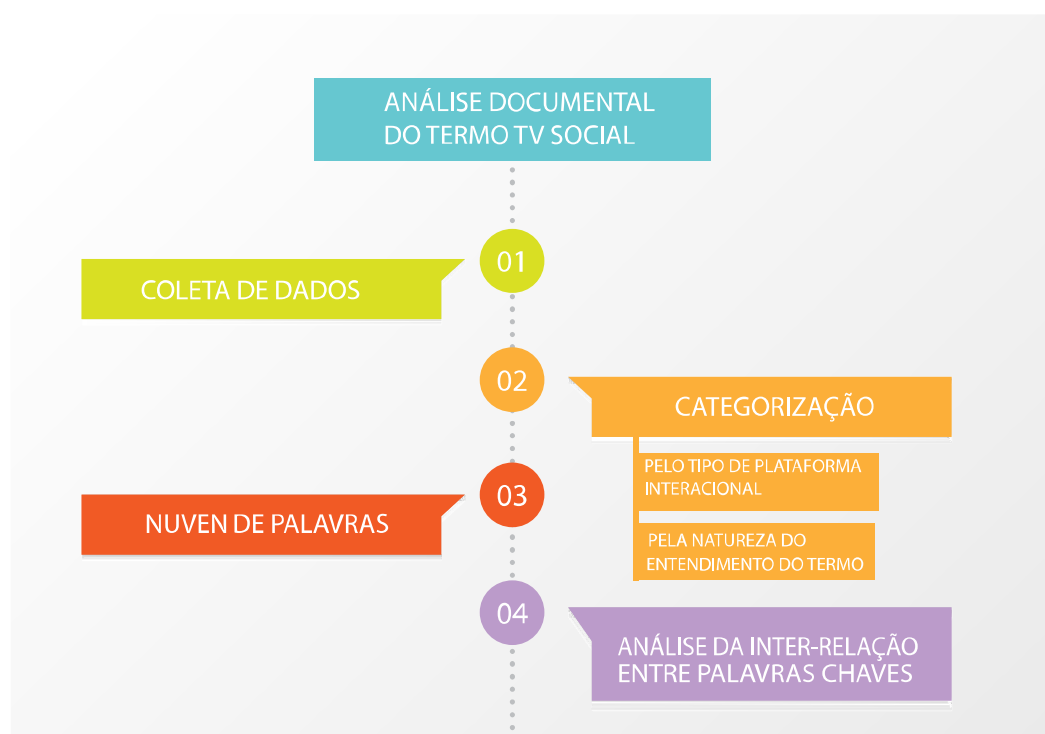 ANÁLISE DOCUMENTAL
DO TERMO TV SOCIAL
01
COLETA DE DADOS
02
CATEGORIZAÇÃO
PELO TIPO DE PLATAFORMA
INTERACIONAL
PELA NATUREZA DO
ENTENDIMENTO DO TERMO
03
NUVEN DE PALAVRAS
04
ANÁLISE DA INTER-RELAÇÃO
ENTRE PALAVRAS CHAVES